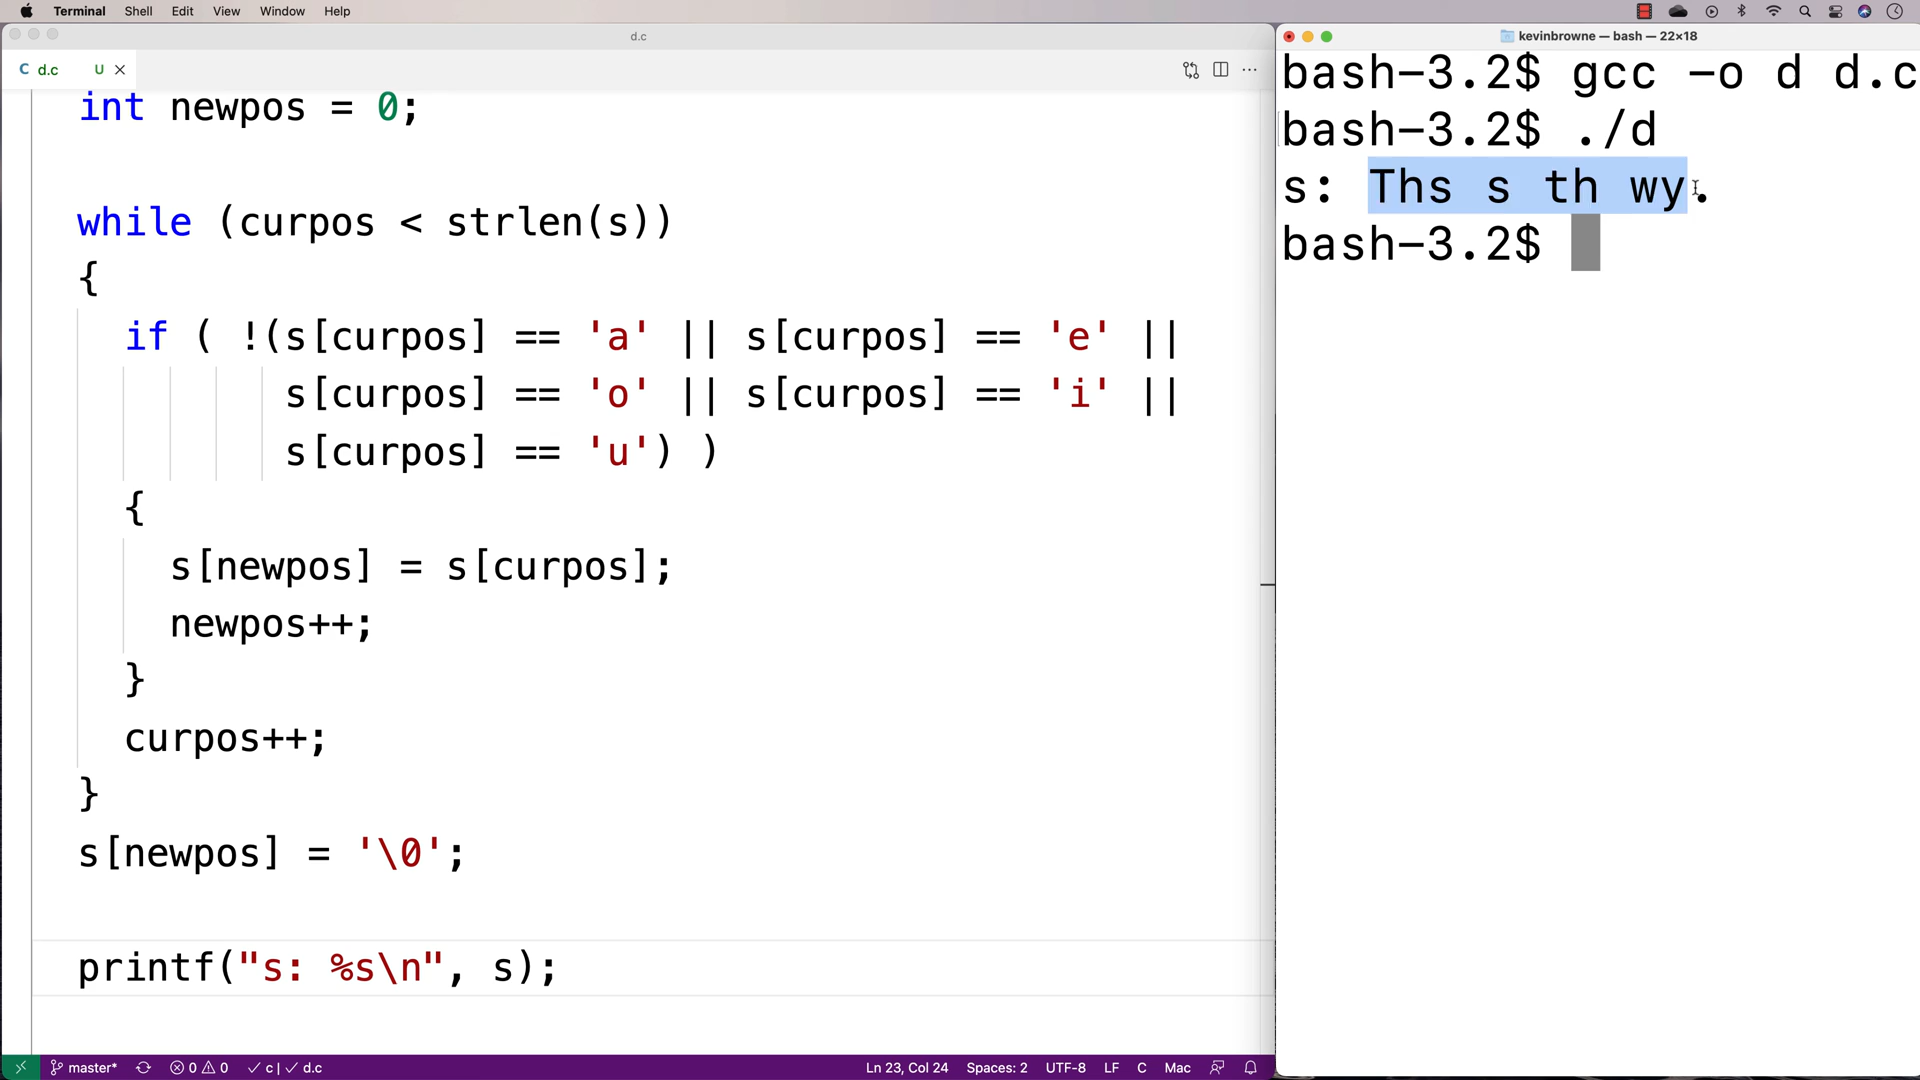 Terminal Shell Edit View Window Help
d.c
C d.c U
int newpos = 0;
while (curpos < strlen(s))
{
if ( !(s[curpos] == 'a' || s[curpos] == 'e' ||
s[curpos] == 'o' || s[curpos] == 'i' ||
s[curpos] == 'u') )
{
s[newpos] = s[curpos];
newpos++;
}
curpos++;
}
s[newpos] = '\0';
printf("s: %s\n", s);
master* 0 0 c | d.c Ln 23, Col 24 Spaces: 2 UTF-8 LF C Mac
kevinbrowne — bash — 22×18
bash-3.2$ gcc -o d d.c
bash-3.2$ ./d
s: Ths s th wy.
bash-3.2$